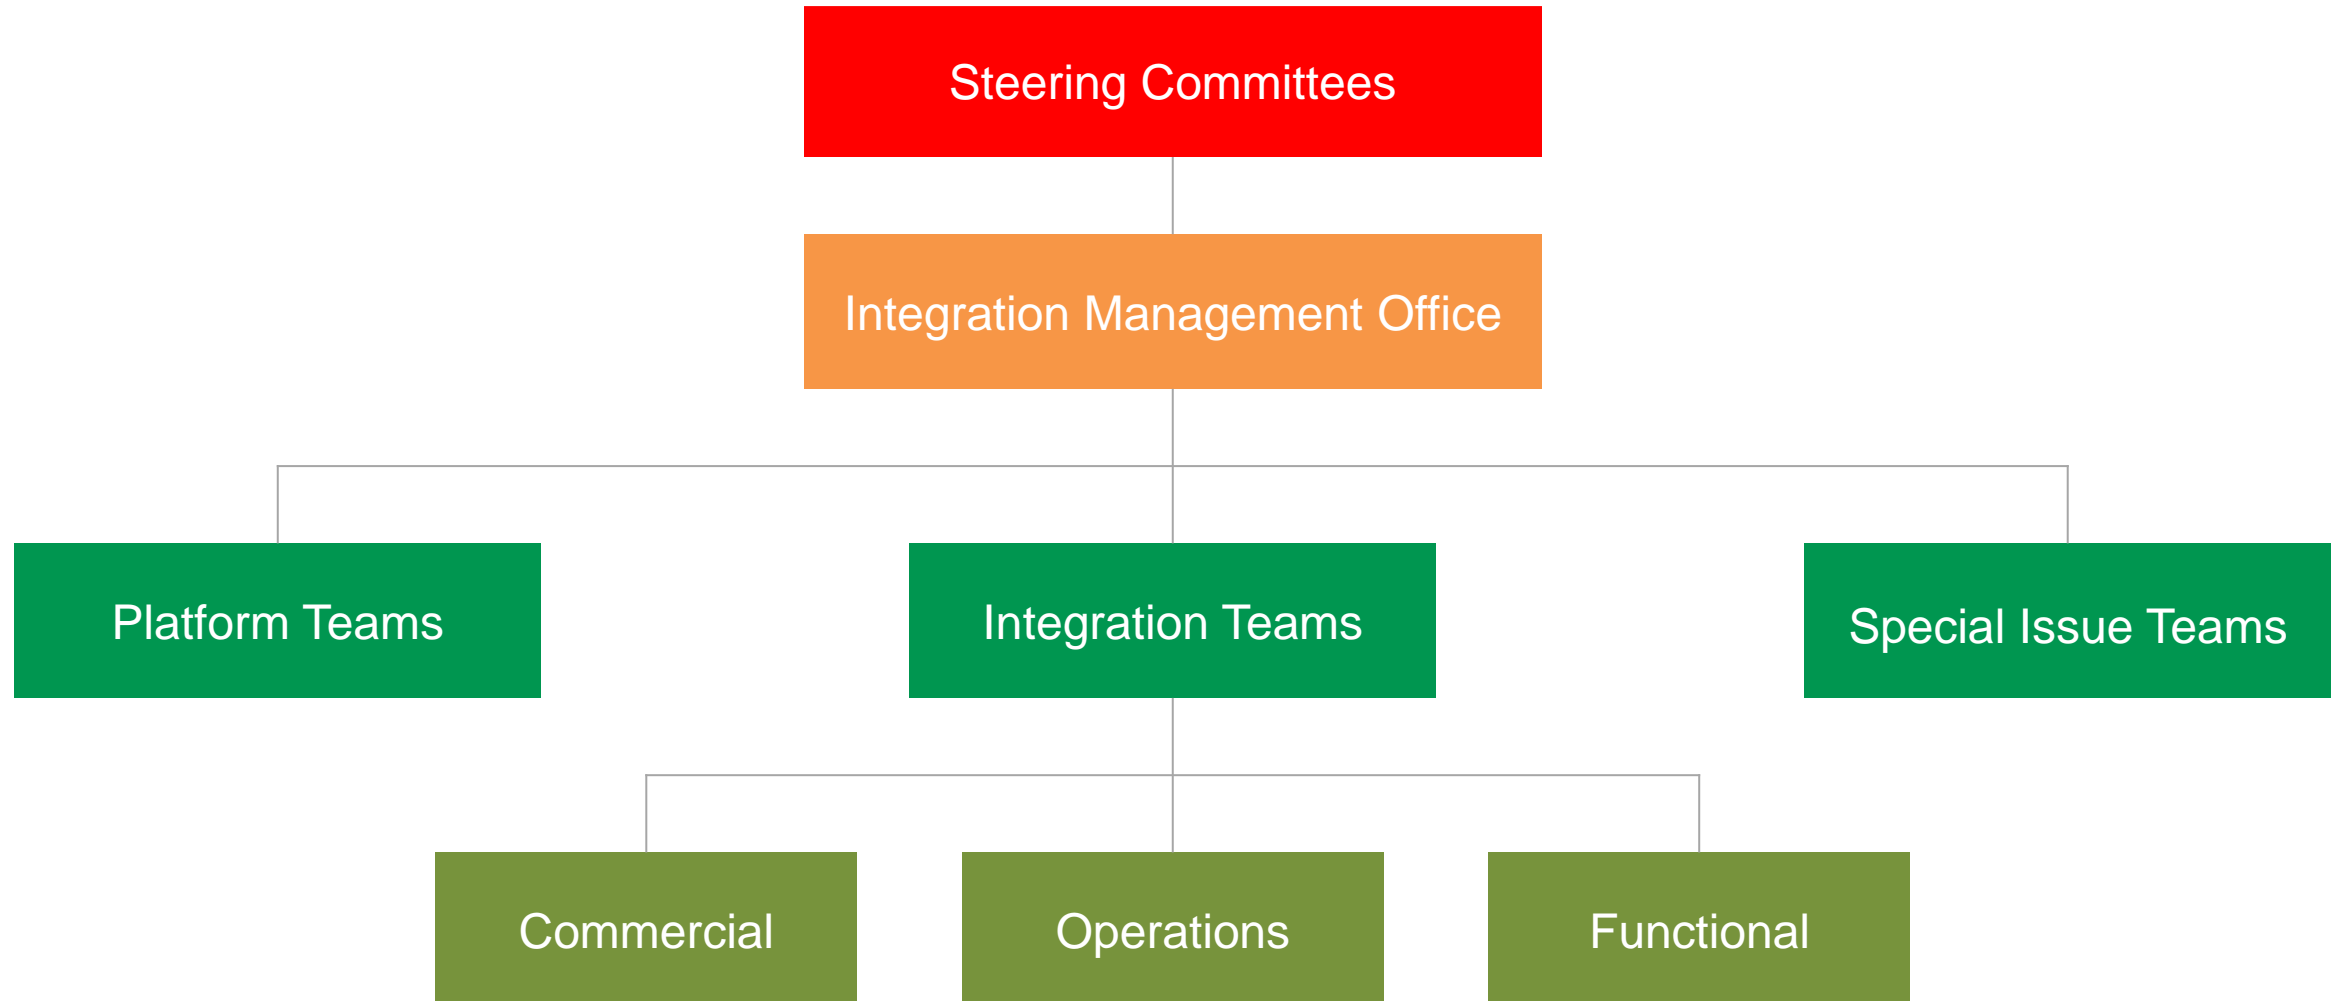 Steering Committees
Integration Management Office
Platform Teams
Integration Teams
Special Issue Teams
Commercial
Operations
Functional